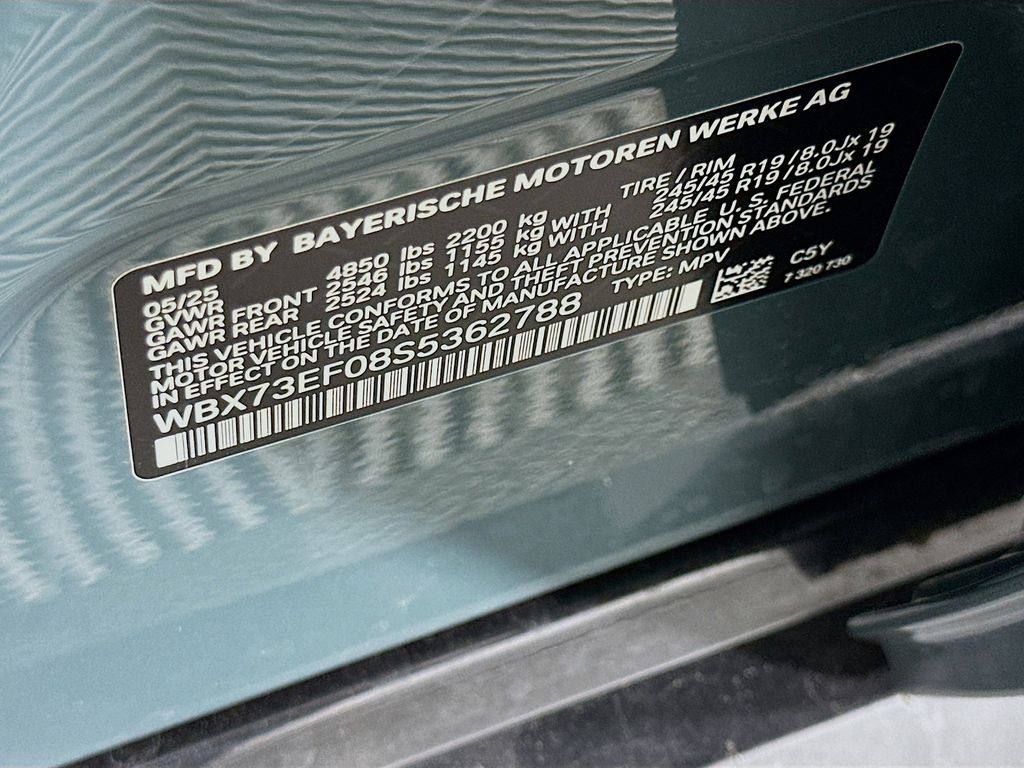 MFD BY BAYERISCHE MOTOREN WERKE AG
05/25 TIRE / RIM
GVWR 4850 lbs 2200 kg
GAWR FRONT 2546 lbs 1155 kg WITH 245/45 R19 / 8.0Jx 19
GAWR REAR 2524 lbs 1145 kg WITH 245/45 R19 / 8.0Jx 19
THIS VEHICLE CONFORMS TO ALL APPLICABLE U. S. FEDERAL
MOTOR VEHICLE SAFETY AND THEFT PREVENTION STANDARDS
IN EFFECT ON THE DATE OF MANUFACTURE SHOWN ABOVE.
WBX73EF08S5362788 TYPE: MPV C5Y
7 320 730